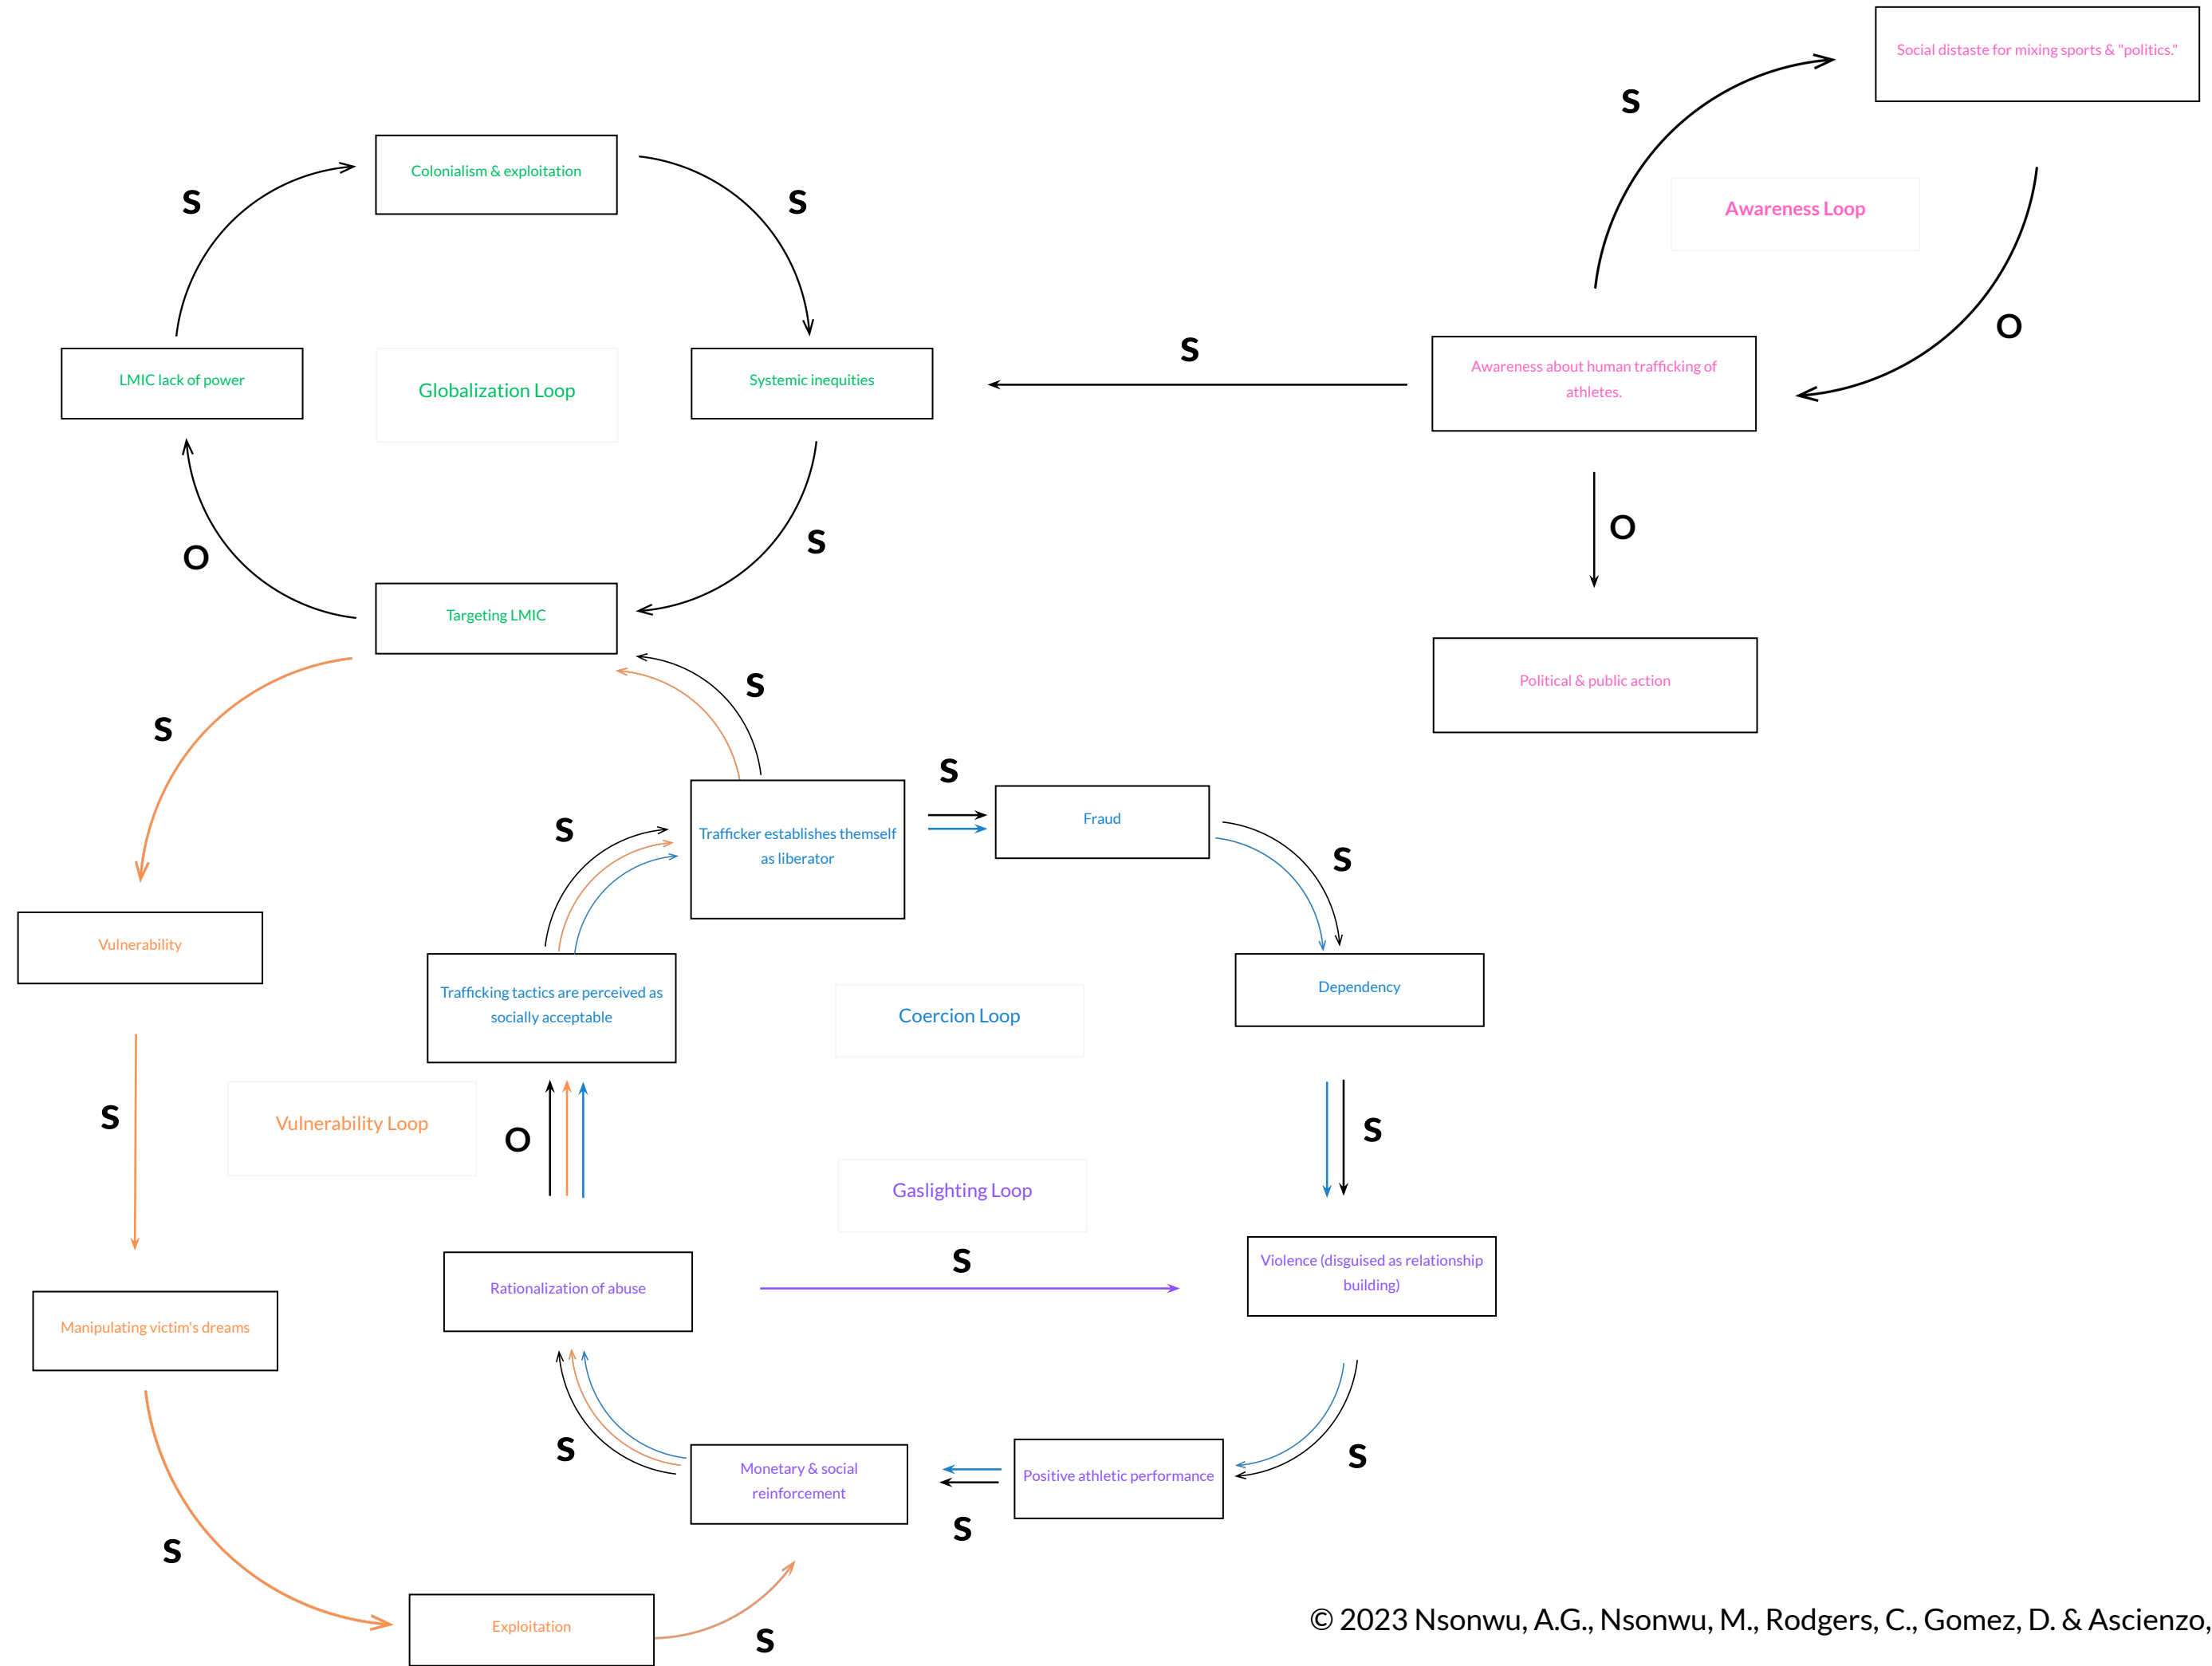 Social distaste for mixing sports & "politics."
S
Colonialism & exploitation
S
S
Awareness Loop
LMIC lack of power
Globalization Loop
Systemic inequities
S
Awareness about human trafficking of
athletes.
O
O
S
O
Targeting LMIC
S
Political & public action
S
S
Trafficker establishes themself
as liberator
Fraud
S
S
Vulnerability
Trafficking tactics are perceived as
socially acceptable
Dependency
Coercion Loop
S
Vulnerability Loop
O
S
Gaslighting Loop
S
Rationalization of abuse
Violence (disguised as relationship
building)
Manipulating victim's dreams
S
Monetary & social
reinforcement
Positive athletic performance
S
S
S
Exploitation
S
© 2023 Nsonwu, A.G., Nsonwu, M., Rodgers, C., Gomez, D. & Ascienzo,